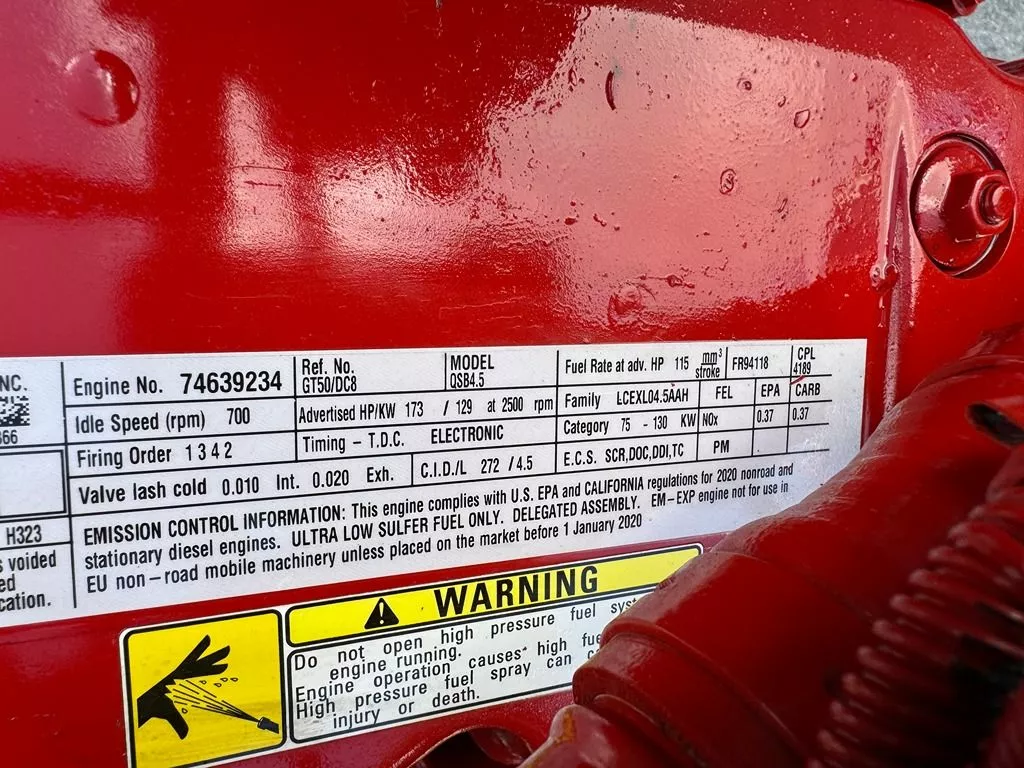 NC.
Engine No. 74639234
Ref. No.
GT50/DC8
MODEL
QSB4.5
Fuel Rate at adv. HP 115 mm³ stroke
FR94118
CPL
4189
Idle Speed (rpm) 700
Advertised HP/KW 173 / 129 at 2500 rpm
Family LCEXL04.5AAH
FEL
EPA
CARB
Firing Order 1 3 4 2
Timing - T.D.C. ELECTRONIC
Category 75 - 130 KW
NOx
0.37
0.37
Valve lash cold 0.010 Int. 0.020 Exh.
C.I.D./L 272 / 4.5
E.C.S. SCR,DOC,DDI,TC
PM
EMISSION CONTROL INFORMATION: This engine complies with U.S. EPA and CALIFORNIA regulations for 2020 nonroad and
stationary diesel engines. ULTRA LOW SULFER FUEL ONLY. DELEGATED ASSEMBLY. EM-EXP engine not for use in
EU non-road mobile machinery unless placed on the market before 1 January 2020
H323
voided
ed
cation.
WARNING
Do not open high pressure fuel
engine running.
Engine operation causes high
High pressure fuel spray can
injury or death.